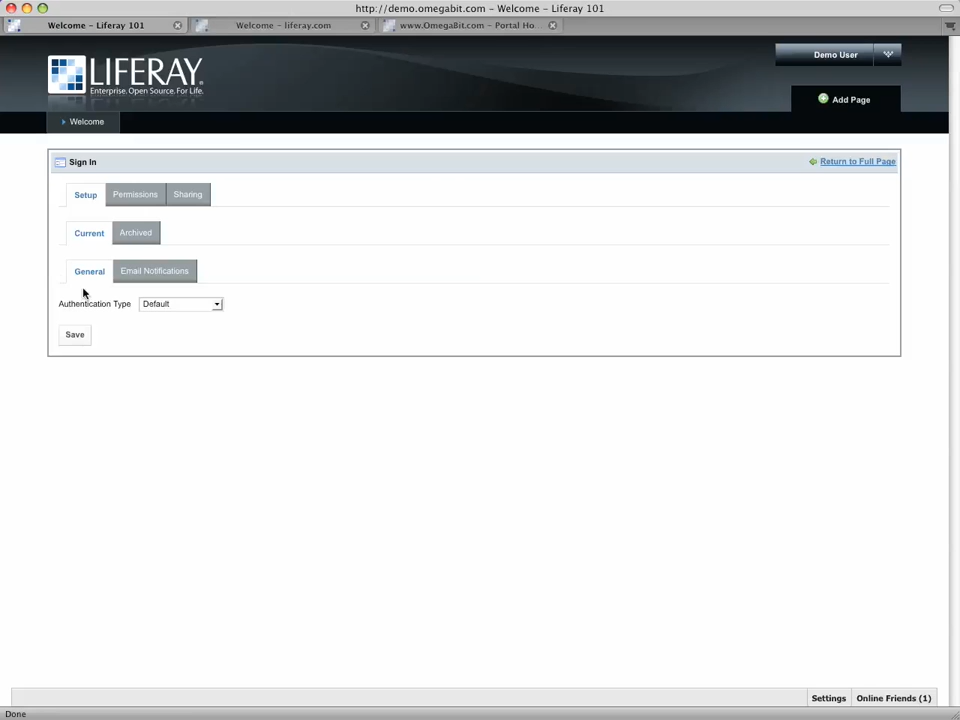 http://demo.omegabit.com - Welcome - Liferay 101
Welcome - Liferay 101
Welcome - liferay.com
www.OmegaBit.com - Portal Ho...
LIFERAY.
Enterprise. Open Source. For Life.
Demo User
Add Page
Welcome
Sign In
Return to Full Page
Setup
Permissions
Sharing
Current
Archived
General
Email Notifications
Authentication Type
Default
Save
Settings
Online Friends (1)
Done